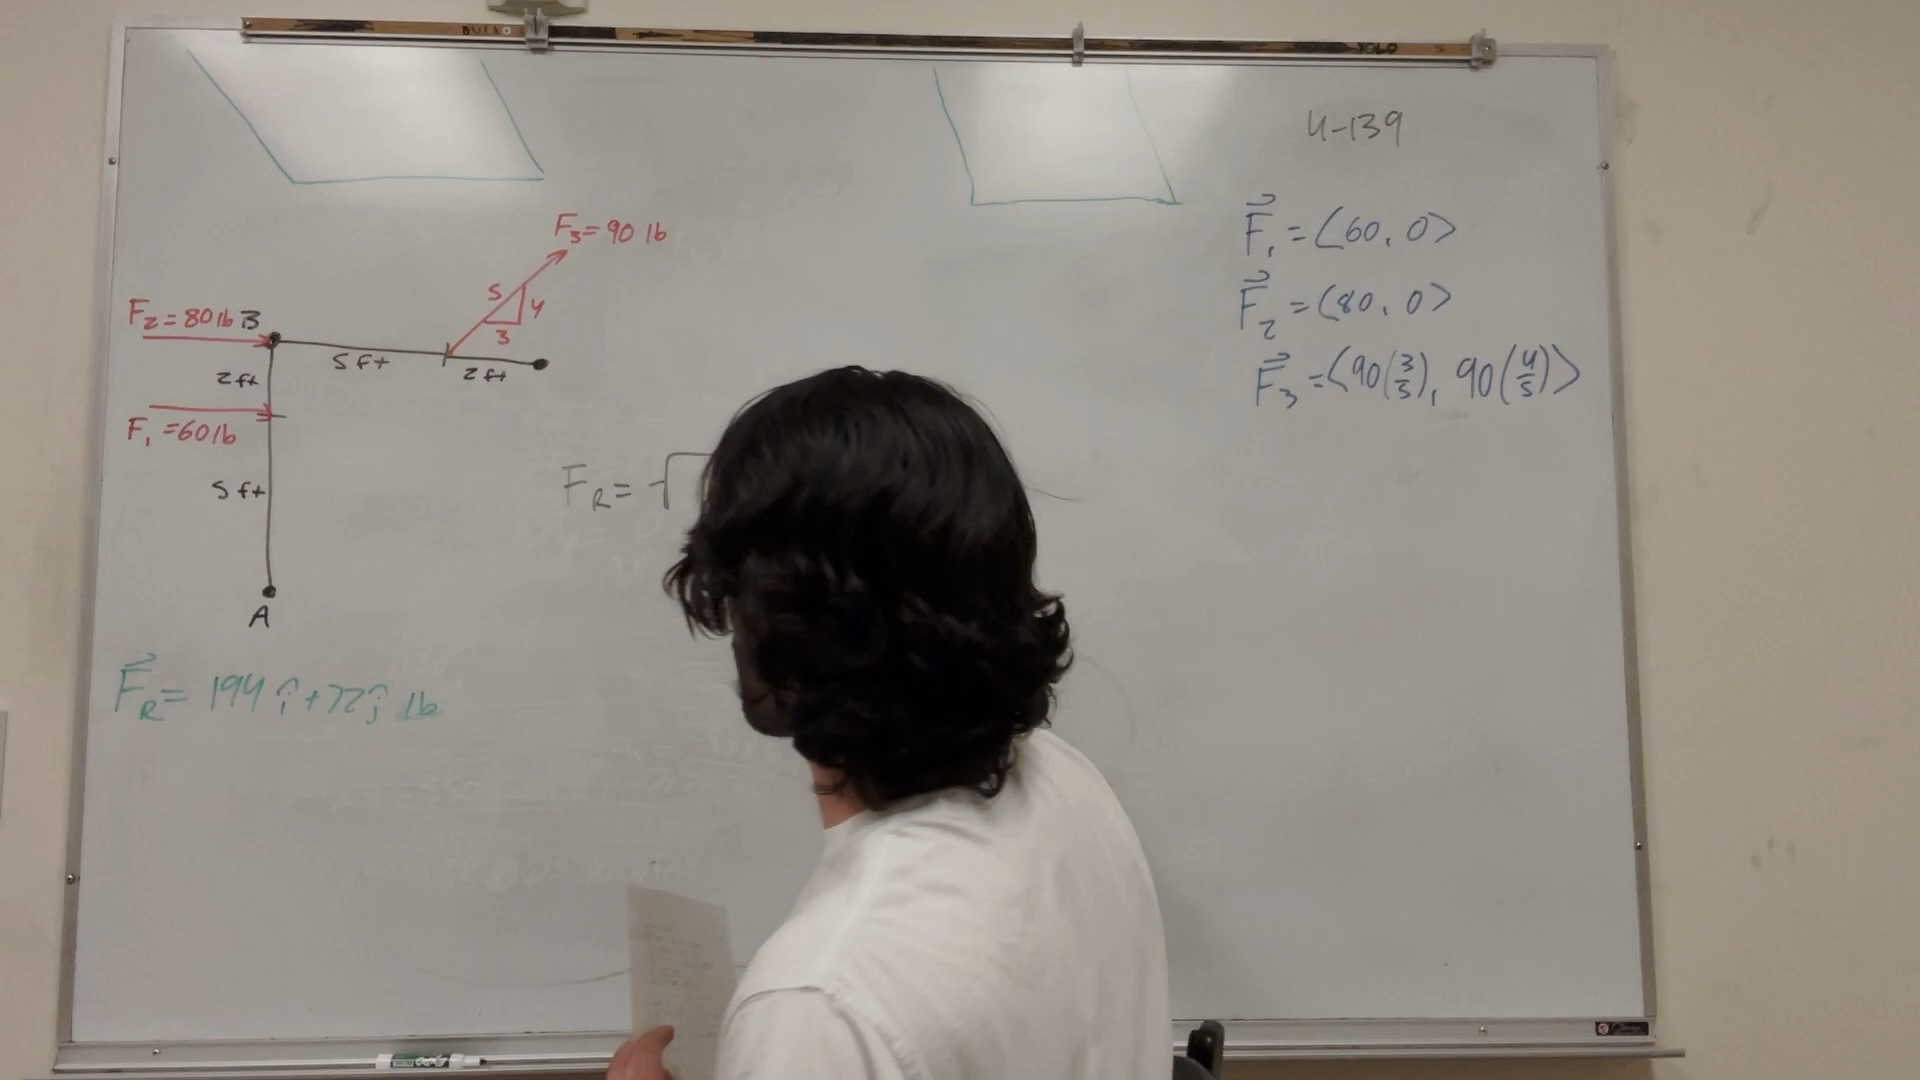 4-139
F₃ = 90 lb
5
4
3
F₂ = 80 lb B
5 ft
2 ft
2 ft
F₁ = 60 lb
5 ft
A
F⃗R = 194 î + 72 ĵ lb
FR = √
F⃗₁ = ⟨60, 0⟩
F⃗₂ = ⟨80, 0⟩
F⃗₃ = ⟨90(3/5), 90(4/5)⟩
YOLO